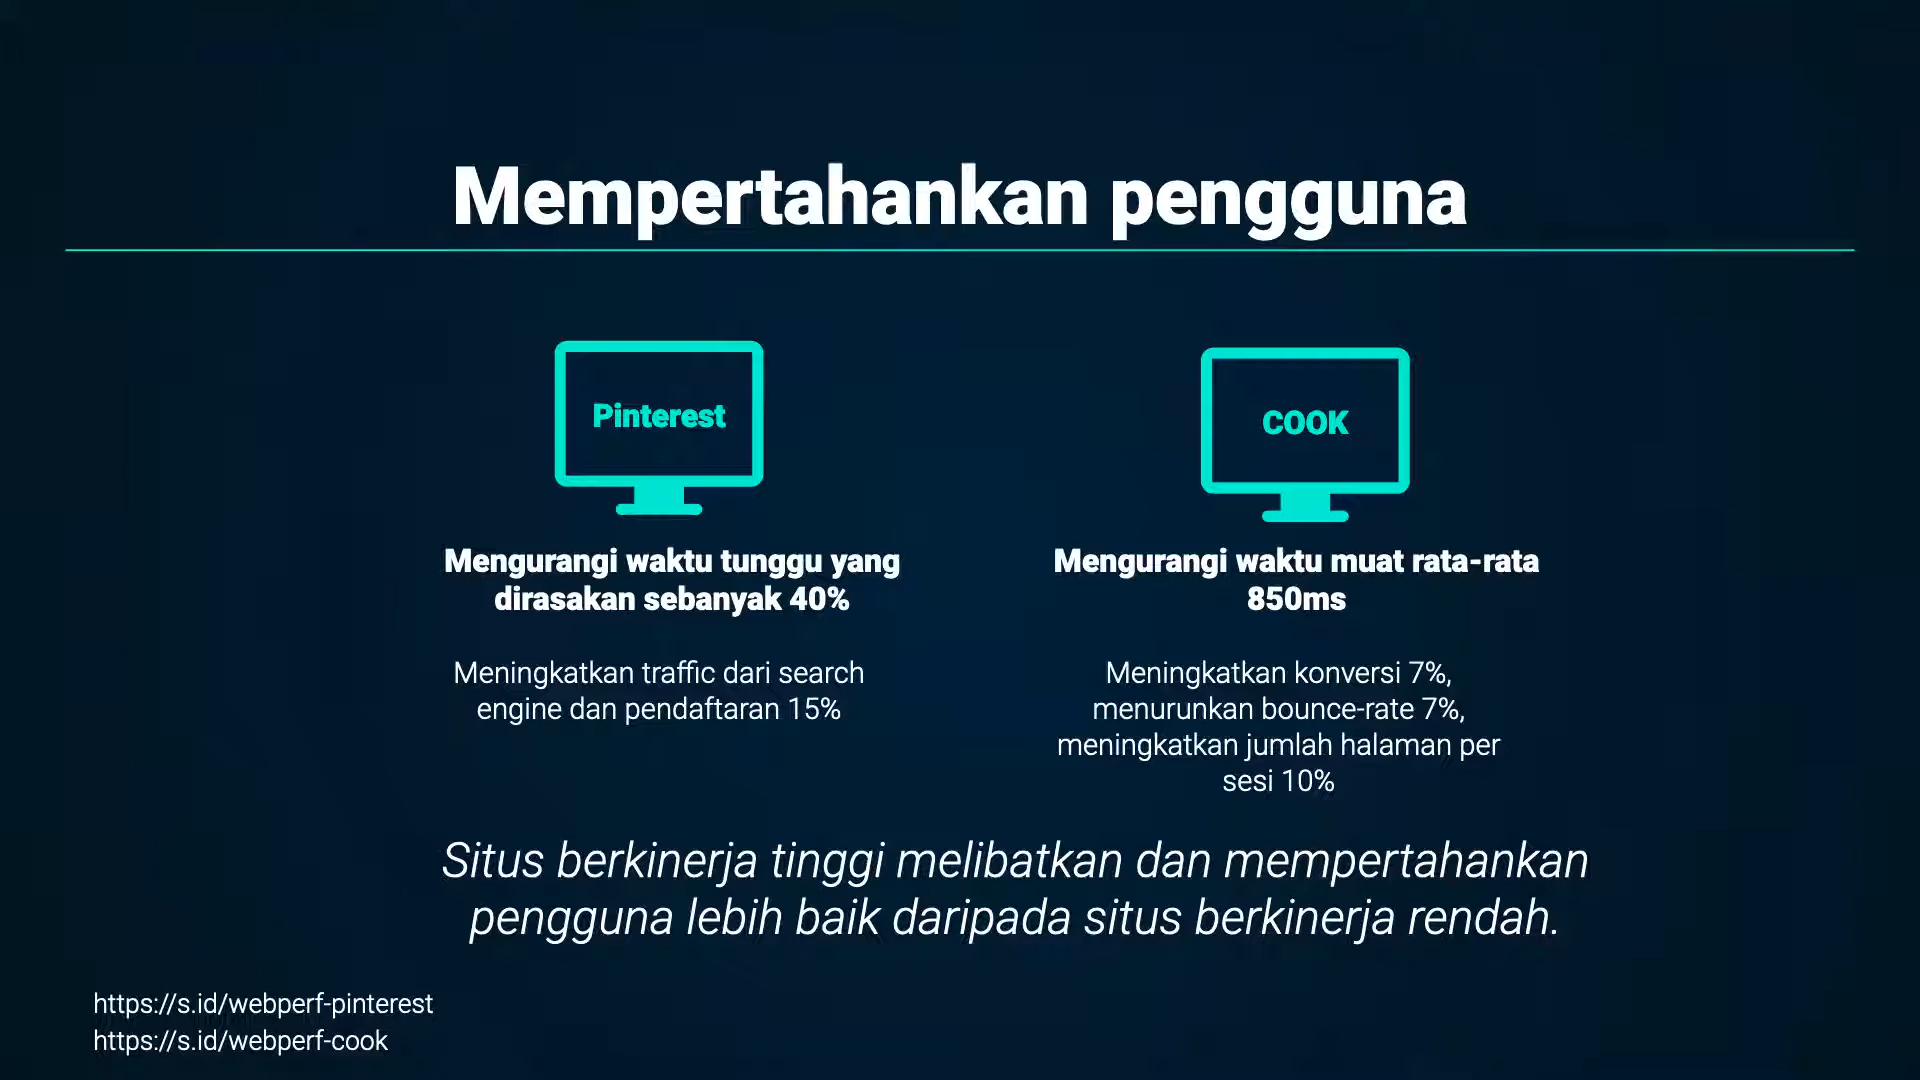 Mempertahankan pengguna
Pinterest
Mengurangi waktu tunggu yang
dirasakan sebanyak 40%
Meningkatkan traffic dari search
engine dan pendaftaran 15%
COOK
Mengurangi waktu muat rata-rata
850ms
Meningkatkan konversi 7%,
menurunkan bounce-rate 7%,
meningkatkan jumlah halaman per
sesi 10%
Situs berkinerja tinggi melibatkan dan mempertahankan
pengguna lebih baik daripada situs berkinerja rendah.
https://s.id/webperf-pinterest
https://s.id/webperf-cook